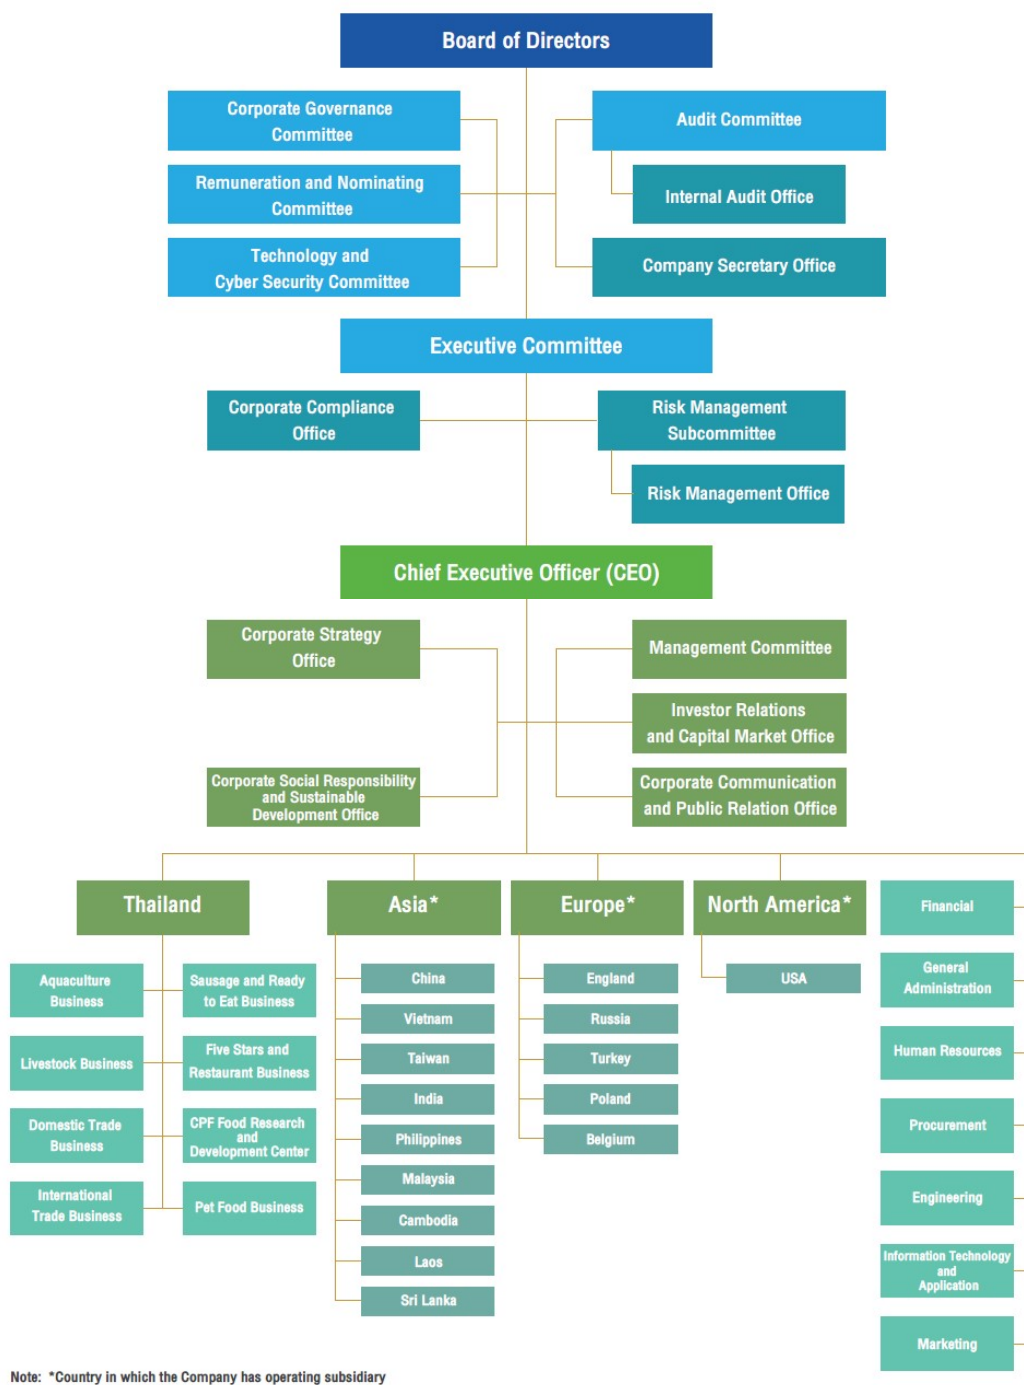 Board of Directors
Corporate Governance
Committee
Audit Committee
Remuneration and Nominating
Committee
Internal Audit Office
Technology and
Cyber Security Committee
Company Secretary Office
Executive Committee
Corporate Compliance
Office
Risk Management
Subcommittee
Risk Management Office
Chief Executive Officer (CEO)
Corporate Strategy
Office
Management Committee
Investor Relations
and Capital Market Office
Corporate Social Responsibility
and Sustainable
Development Office
Corporate Communication
and Public Relation Office
Thailand
Aquaculture
Business
Sausage and Ready
to Eat Business
Livestock Business
Five Stars and
Restaurant Business
Domestic Trade
Business
CPF Food Research
and
Development Center
International
Trade Business
Pet Food Business
Asia*
China
Vietnam
Taiwan
India
Philippines
Malaysia
Cambodia
Laos
Sri Lanka
Europe*
England
Russia
Turkey
Poland
Belgium
North America*
USA
Financial
General
Administration
Human Resources
Procurement
Engineering
Information Technology
and
Application
Marketing
Note: *Country in which the Company has operating subsidiary